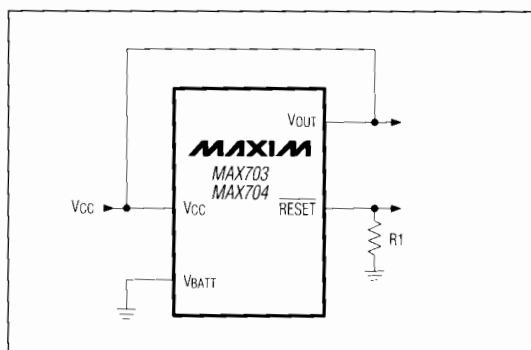 VOUT
MAXIM
MAX703
MAX704
VCC
VCC
RESET
R1
VBATT